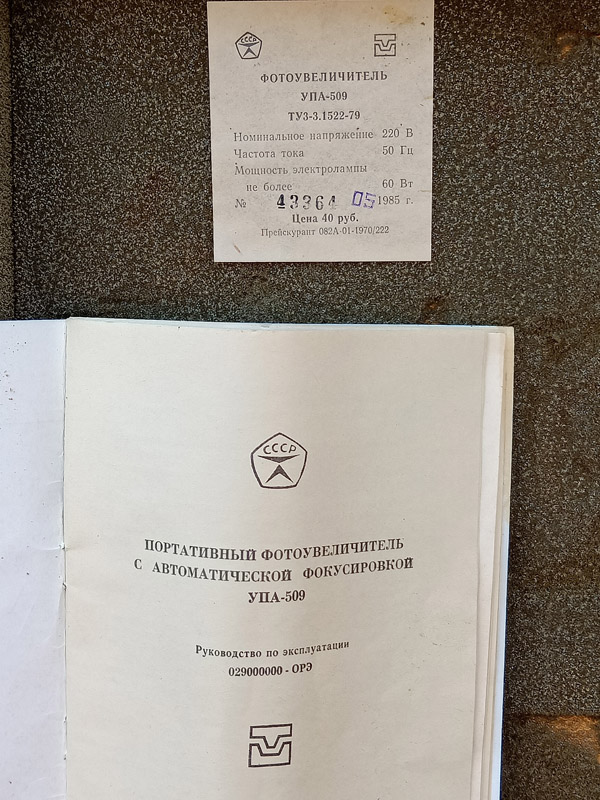 СССР
ФОТОУВЕЛИЧИТЕЛЬ
УПА-509
ТУ3-3.1522-79
Номинальное напряжение 220 В
Частота тока 50 Гц
Мощность электролампы
не более 60 Вт
№ 43364 05 1985 г.
Цена 40 руб.
Прейскурант 082А-01-1970/222
СССР
ПОРТАТИВНЫЙ ФОТОУВЕЛИЧИТЕЛЬ
С АВТОМАТИЧЕСКОЙ ФОКУСИРОВКОЙ
УПА-509
Руководство по эксплуатации
029000000 - ОРЭ